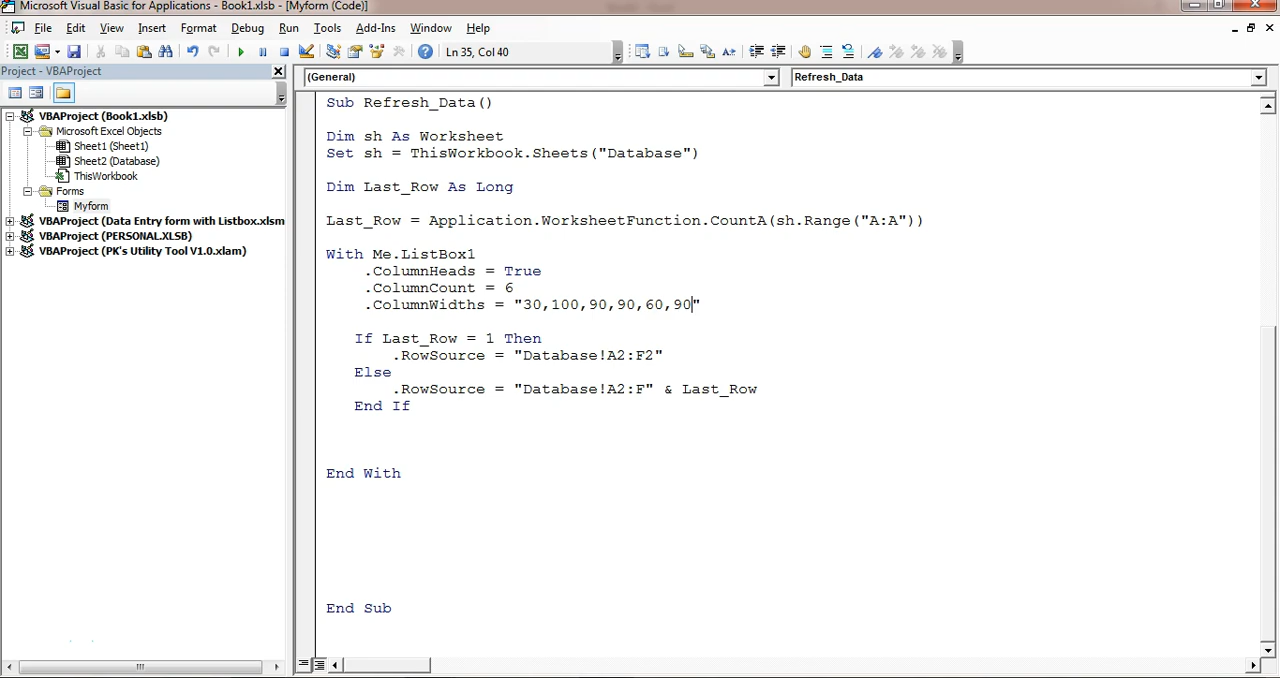 Microsoft Visual Basic for Applications - Book1.xlsb - [Myform (Code)]
File Edit View Insert Format Debug Run Tools Add-Ins Window Help
Ln 35, Col 40
Project - VBAProject
(General) Refresh_Data
VBAProject (Book1.xlsb)
Microsoft Excel Objects
Sheet1 (Sheet1)
Sheet2 (Database)
ThisWorkbook
Forms
Myform
VBAProject (Data Entry form with Listbox.xlsm
VBAProject (PERSONAL.XLSB)
VBAProject (PK's Utility Tool V1.0.xlam)
Sub Refresh_Data()
Dim sh As Worksheet
Set sh = ThisWorkbook.Sheets("Database")
Dim Last_Row As Long
Last_Row = Application.WorksheetFunction.CountA(sh.Range("A:A"))
With Me.ListBox1
.ColumnHeads = True
.ColumnCount = 6
.ColumnWidths = "30,100,90,90,60,90"
If Last_Row = 1 Then
.RowSource = "Database!A2:F2"
Else
.RowSource = "Database!A2:F" & Last_Row
End If
End With
End Sub